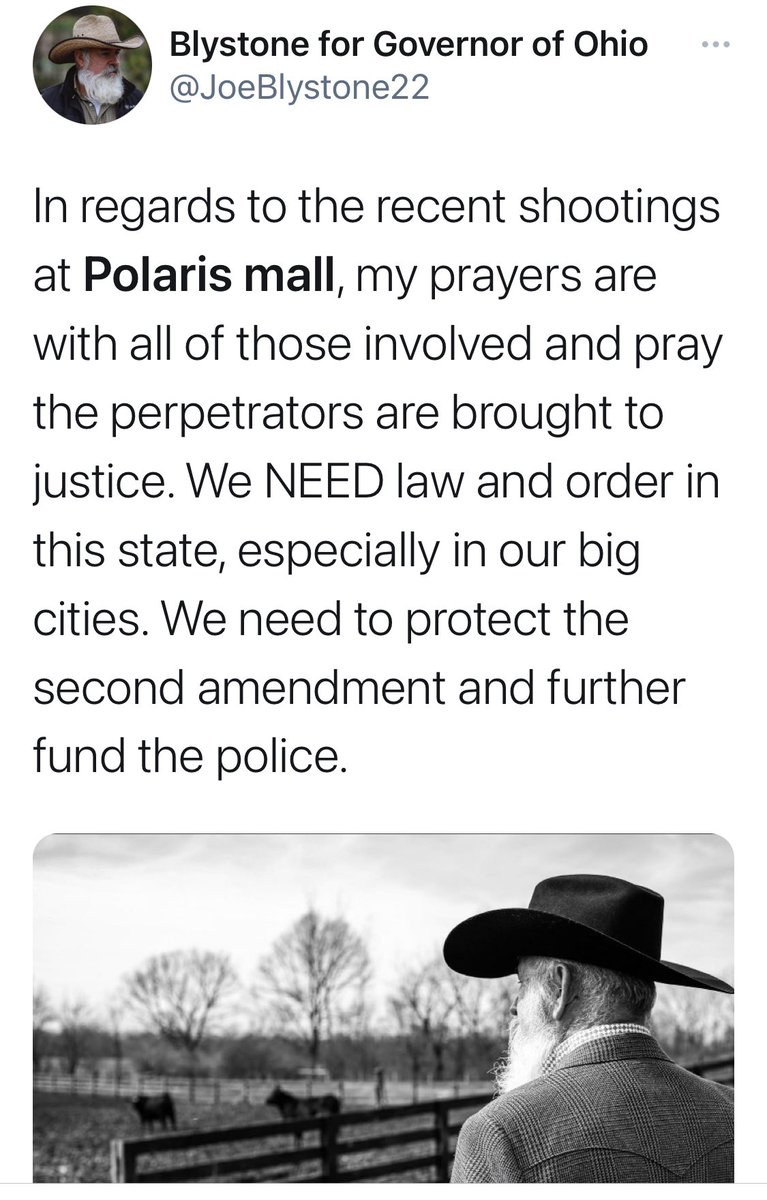 Blystone for Governor of Ohio
@JoeBlystone22
In regards to the recent shootings
at Polaris mall, my prayers are
with all of those involved and pray
the perpetrators are brought to
justice. We NEED law and order in
this state, especially in our big
cities. We need to protect the
second amendment and further
fund the police.